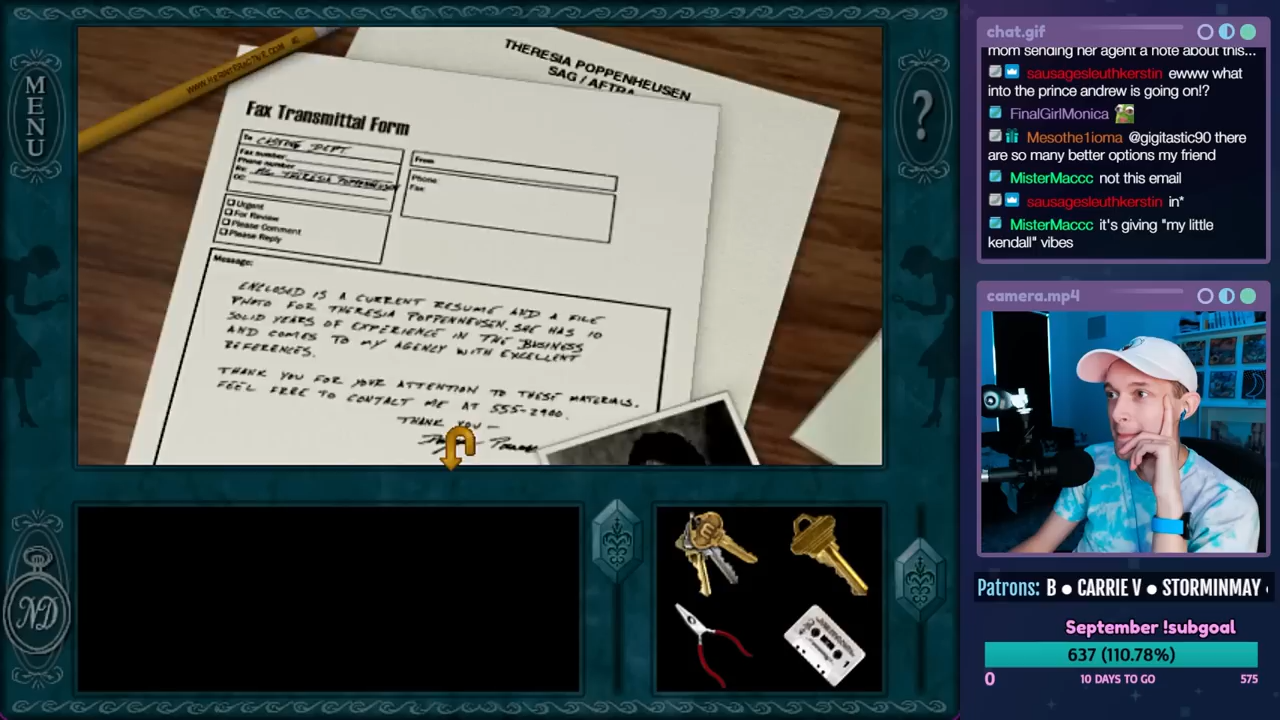 MENU
?
WWW.HERINTERACTIVE.COM
THERESIA POPPENHEUSEN
SAG / AFTRA
Fax Transmittal Form
To CASTING DEPT
Fax number
Phone number
Re: MS. THERESIA POPPENHEUSEN
CC:
From
Phone
Fax
Urgent
For Review
Please Comment
Please Reply
Message:
ENCLOSED IS A CURRENT RESUME AND A FILE
PHOTO FOR THERESIA POPPENHEUSEN. SHE HAS 10
SOLID YEARS OF EXPERIENCE IN THE BUSINESS
AND COMES TO MY AGENCY WITH EXCELLENT
REFERENCES.
THANK YOU FOR YOUR ATTENTION TO THESE MATERIALS.
FEEL FREE TO CONTACT ME AT 555-2900.
THANK YOU —
ND
chat.gif
mom sending her agent a note about this...
sausagesleuthkerstin ewww what
into the prince andrew is going on!?
FinalGirlMonica
Mesothe1ioma @gigitastic90 there
are so many better options my friend
MisterMaccc not this email
sausagesleuthkerstin in*
MisterMaccc it's giving "my little
kendall" vibes
camera.mp4
Patrons: B ● CARRIE V ● STORMINMAY
September !subgoal
637 (110.78%)
0 10 DAYS TO GO 575